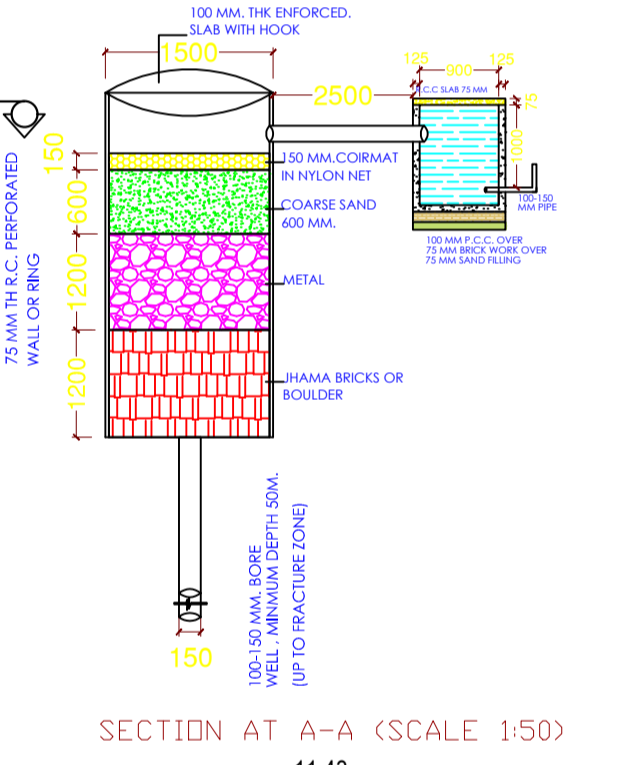 100 MM. THK ENFORCED.
SLAB WITH HOOK
1500
2500
125
125
900
R.C.C SLAB 75 MM
75
1000
100-150
MM PIPE
100 MM P.C.C. OVER
75 MM BRICK WORK OVER
75 MM SAND FILLING
75 MM TH R.C. PERFORATED
WALL OR RING
150
600
1200
1200
150 MM.COIRMAT
IN NYLON NET
COARSE SAND
600 MM.
METAL
JHAMA BRICKS OR
BOULDER
100-150 MM. BORE
WELL , MINMUM DEPTH 50M.
(UP TO FRACTURE ZONE)
150
SECTION AT A-A (SCALE 1:50)